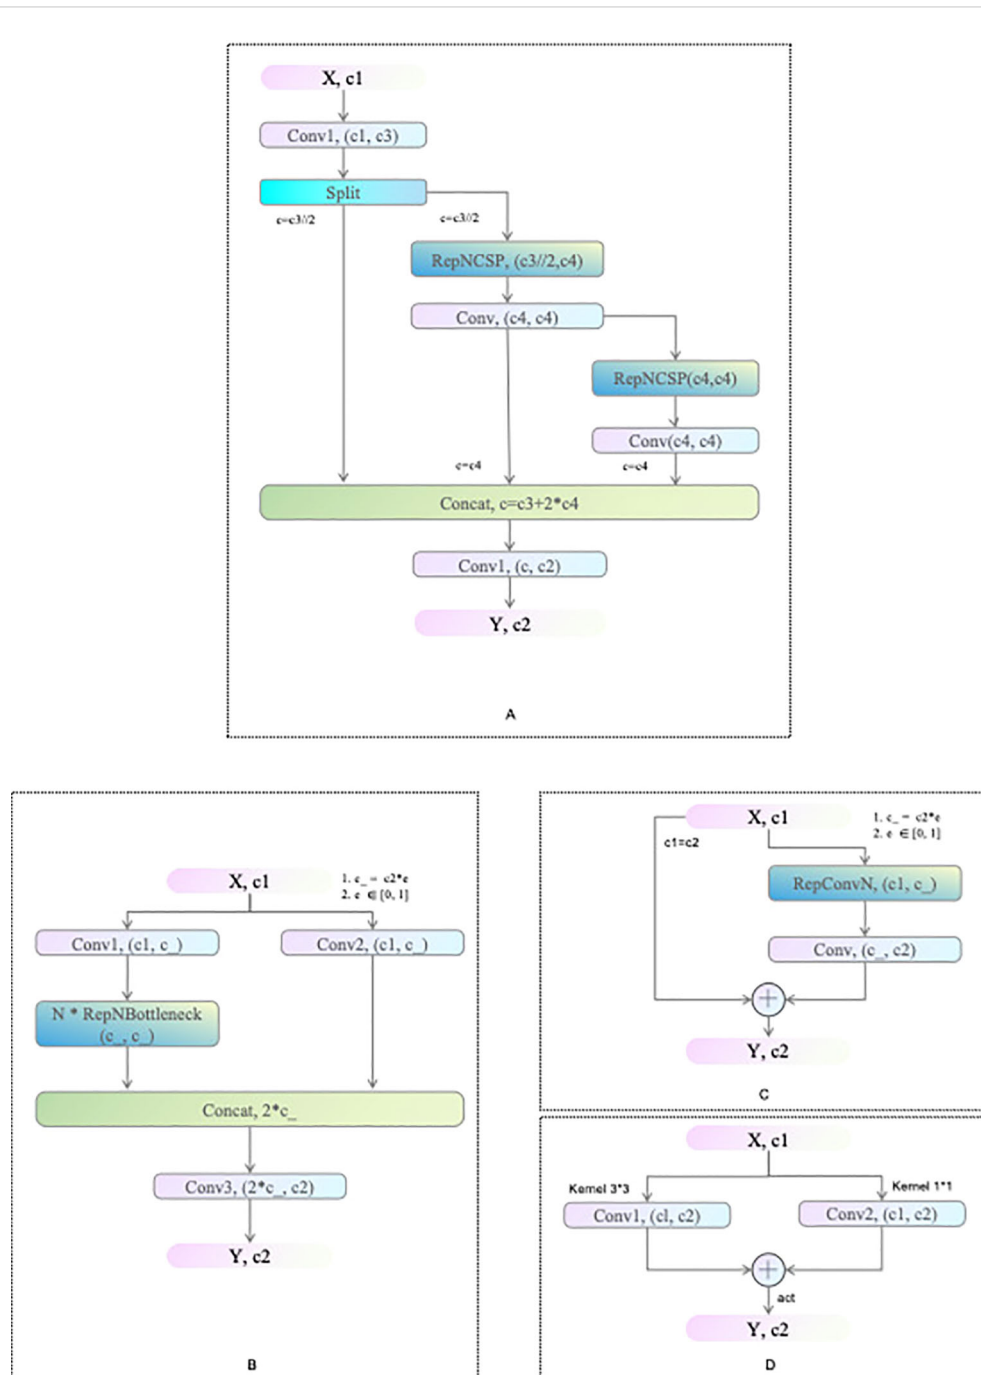 X, c1
Conv1, (c1, c3)
Split
c=c3//2
c=c3//2
RepNCSP, (c3//2,c4)
Conv, (c4, c4)
RepNCSP(c4,c4)
Conv(c4, c4)
c=c4
c=c4
Concat, c=c3+2*c4
Conv1, (c, c2)
Y, c2
A
X, c1
1. c_ = c2*e
2. e ∈ [0, 1]
Conv1, (c1, c_)
Conv2, (c1, c_)
N * RepNBottleneck
(c_, c_)
Concat, 2*c_
Conv3, (2*c_, c2)
Y, c2
B
X, c1
1. c_ = c2*e
2. e ∈ [0, 1]
c1=c2
RepConvN, (c1, c_)
Conv, (c_, c2)
+
Y, c2
C
X, c1
Kernel 3*3
Kernel 1*1
Conv1, (cl, c2)
Conv2, (c1, c2)
+
act
Y, c2
D